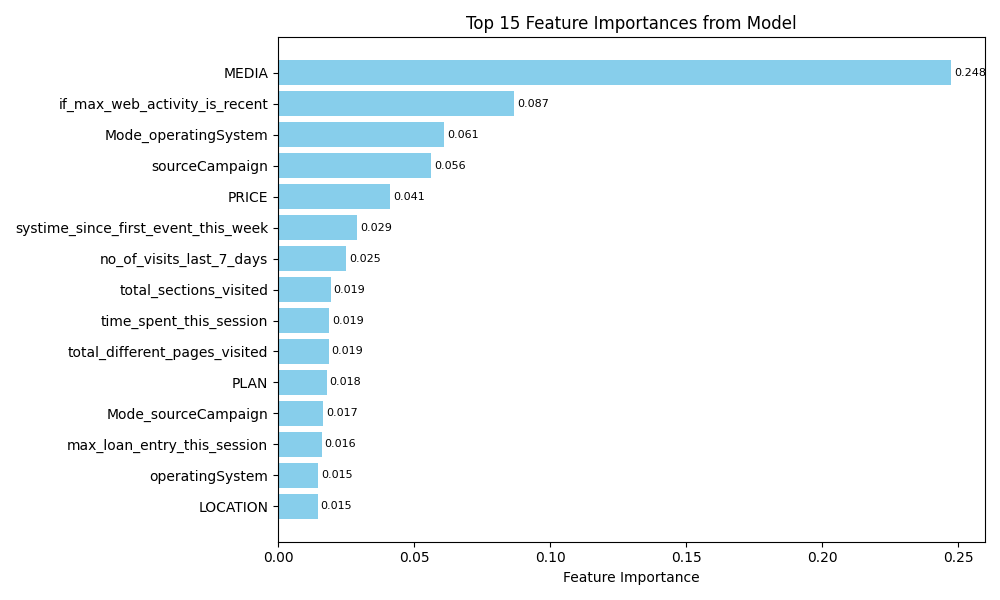 Top 15 Feature Importances from Model
MEDIA 0.248
if_max_web_activity_is_recent 0.087
Mode_operatingSystem 0.061
sourceCampaign 0.056
PRICE 0.041
systime_since_first_event_this_week 0.029
no_of_visits_last_7_days 0.025
total_sections_visited 0.019
time_spent_this_session 0.019
total_different_pages_visited 0.019
PLAN 0.018
Mode_sourceCampaign 0.017
max_loan_entry_this_session 0.016
operatingSystem 0.015
LOCATION 0.015
0.00 0.05 0.10 0.15 0.20 0.25
Feature Importance